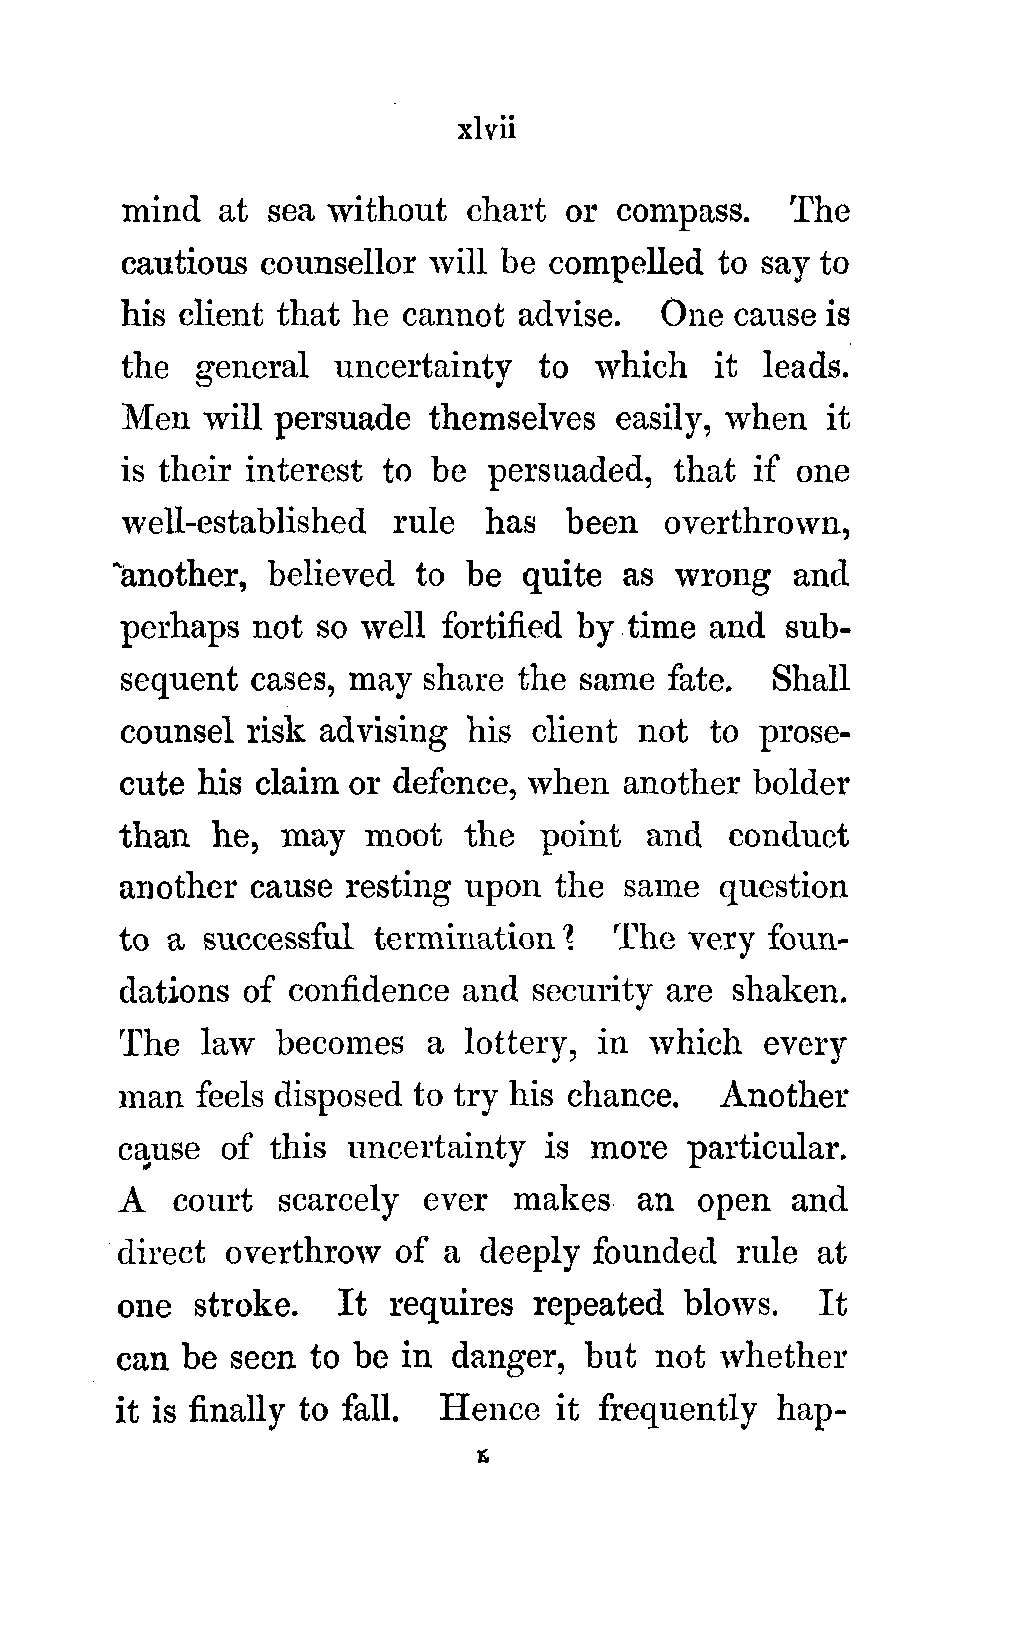 xlvii
mind at sea without chart or compass. The
cautious counsellor will be compelled to say to
his client that he cannot advise. One cause is
the general uncertainty to which it leads.
Men will persuade themselves easily, when it
is their interest to be persuaded, that if one
well-established rule has been overthrown,
another, believed to be quite as wrong and
perhaps not so well fortified by time and sub-
sequent cases, may share the same fate. Shall
counsel risk advising his client not to prose-
cute his claim or defence, when another bolder
than he, may moot the point and conduct
another cause resting upon the same question
to a successful termination? The very foun-
dations of confidence and security are shaken.
The law becomes a lottery, in which every
man feels disposed to try his chance. Another
cause of this uncertainty is more particular.
A court scarcely ever makes an open and
direct overthrow of a deeply founded rule at
one stroke. It requires repeated blows. It
can be seen to be in danger, but not whether
it is finally to fall. Hence it frequently hap-